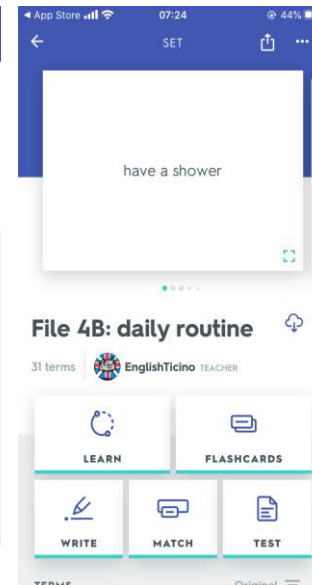 App Store 07:24 44%
SET
have a shower
File 4B: daily routine
31 terms EnglishTicino TEACHER
LEARN FLASHCARDS
WRITE MATCH TEST
TERMS Original